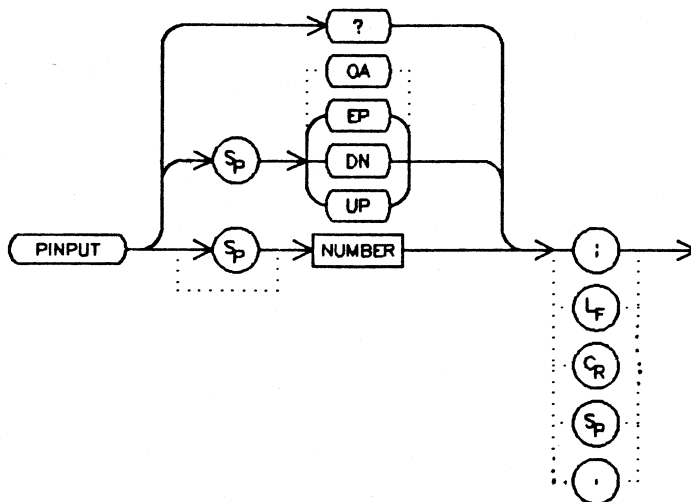 ?
OA
EP
SP
DN
UP
PINPUT
SP
NUMBER
;
LF
CR
SP
,